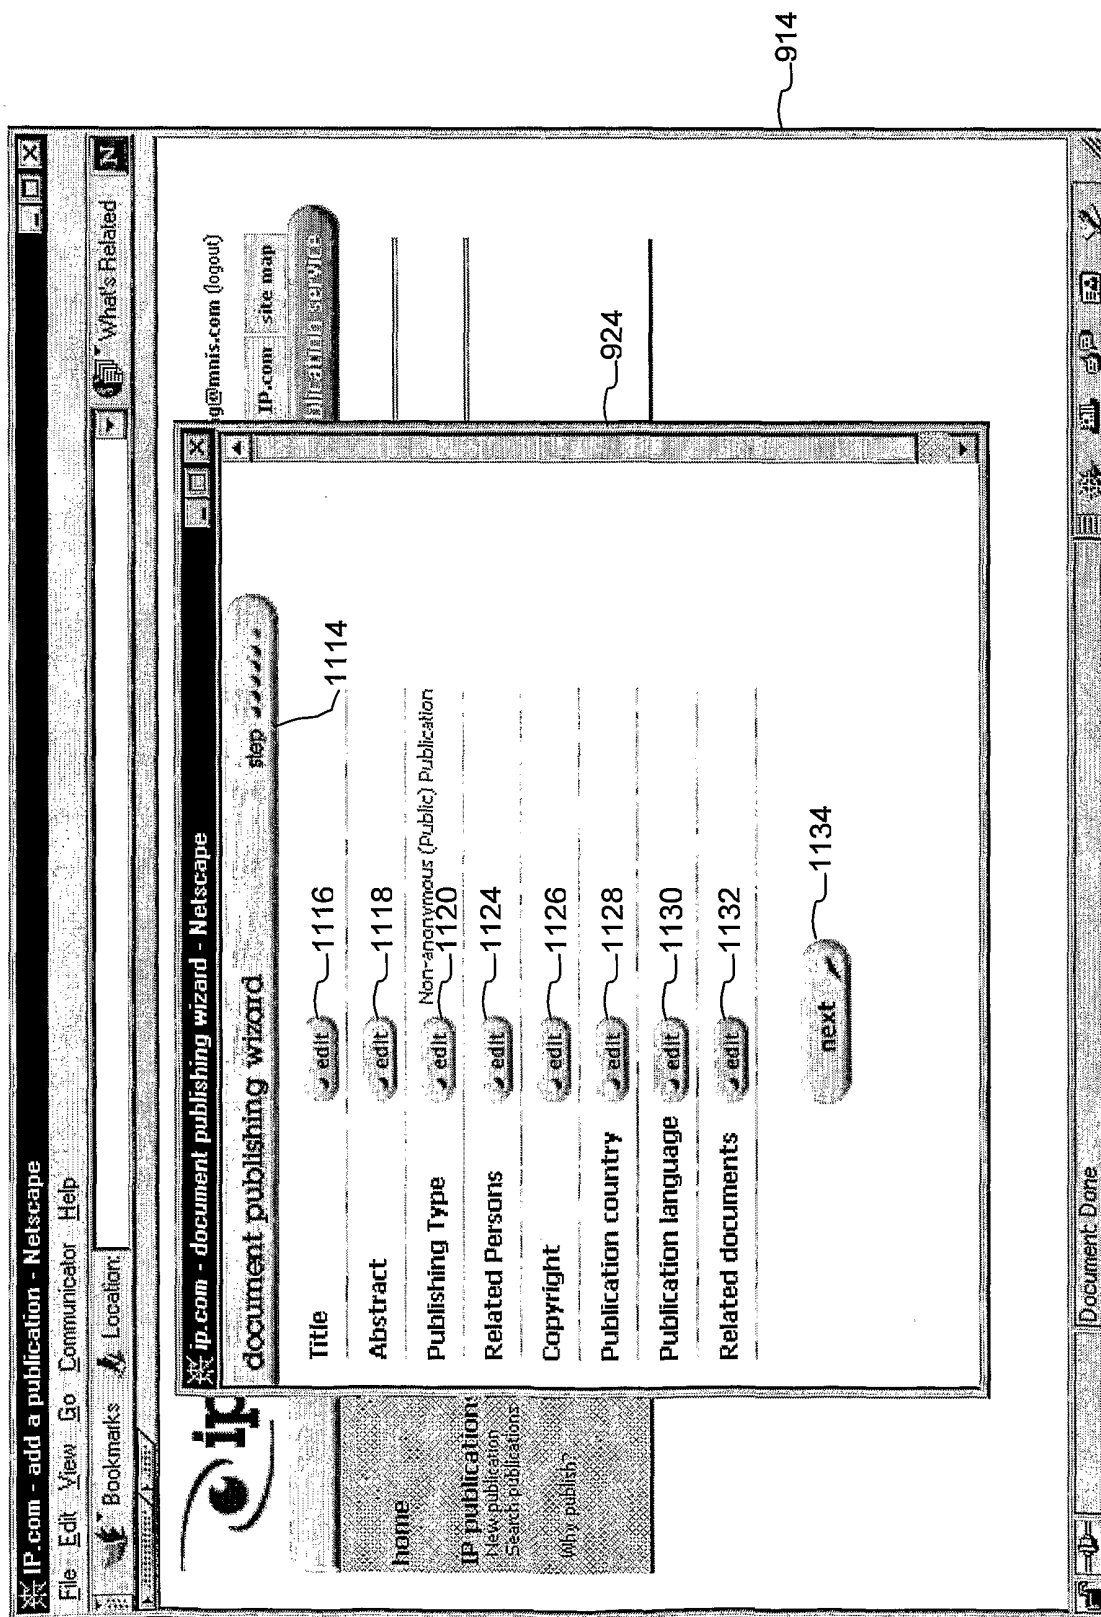 IP.com - add a publication - Netscape
File Edit View Go Communicator Help
Bookmarks Location: What's Related N
g@mnis.com (logout)
ip IP.com site map
blication service
home
IP publications
New publication
Search publications
Why publish?
ip.com - document publishing wizard - Netscape
document publishing wizard step
1114
Title edit 1116
Abstract edit 1118
Publishing Type edit 1120 Non-anonymous (Public) Publication
Related Persons edit 1124
Copyright edit 1126
Publication country edit 1128
Publication language edit 1130
Related documents edit 1132
next 1134
924
914
Document: Done